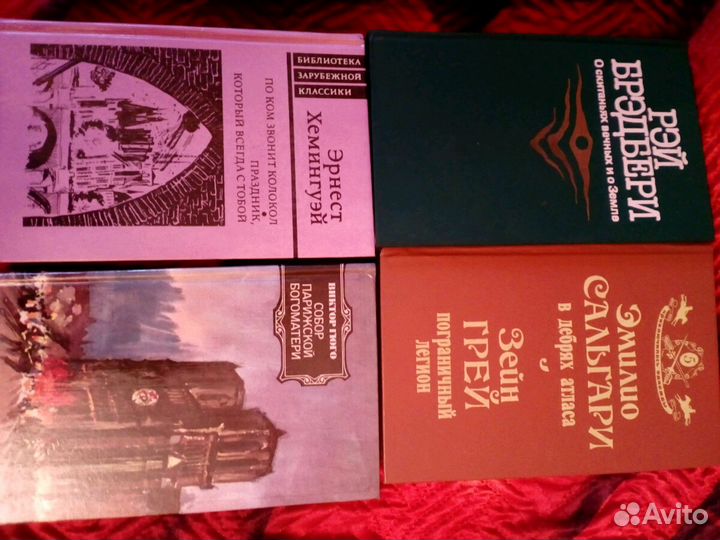 БИБЛИОТЕКА
ЗАРУБЕЖНОЙ
КЛАССИКИ
Эрнест
Хемингуэй
ПО КОМ ЗВОНИТ КОЛОКОЛ
ПРАЗДНИК,
КОТОРЫЙ ВСЕГДА С ТОБОЙ
РЭЙ
БРЭДБЕРИ
О скитаньях вечных и о Земле
ВИКТОР ГЮГО
СОБОР
ПАРИЖСКОЙ
БОГОМАТЕРИ
6
Эмилио
САЛЬГАРИ
в дебрях атласа
Зейн
ГРЕЙ
пограничный
легион
Avito